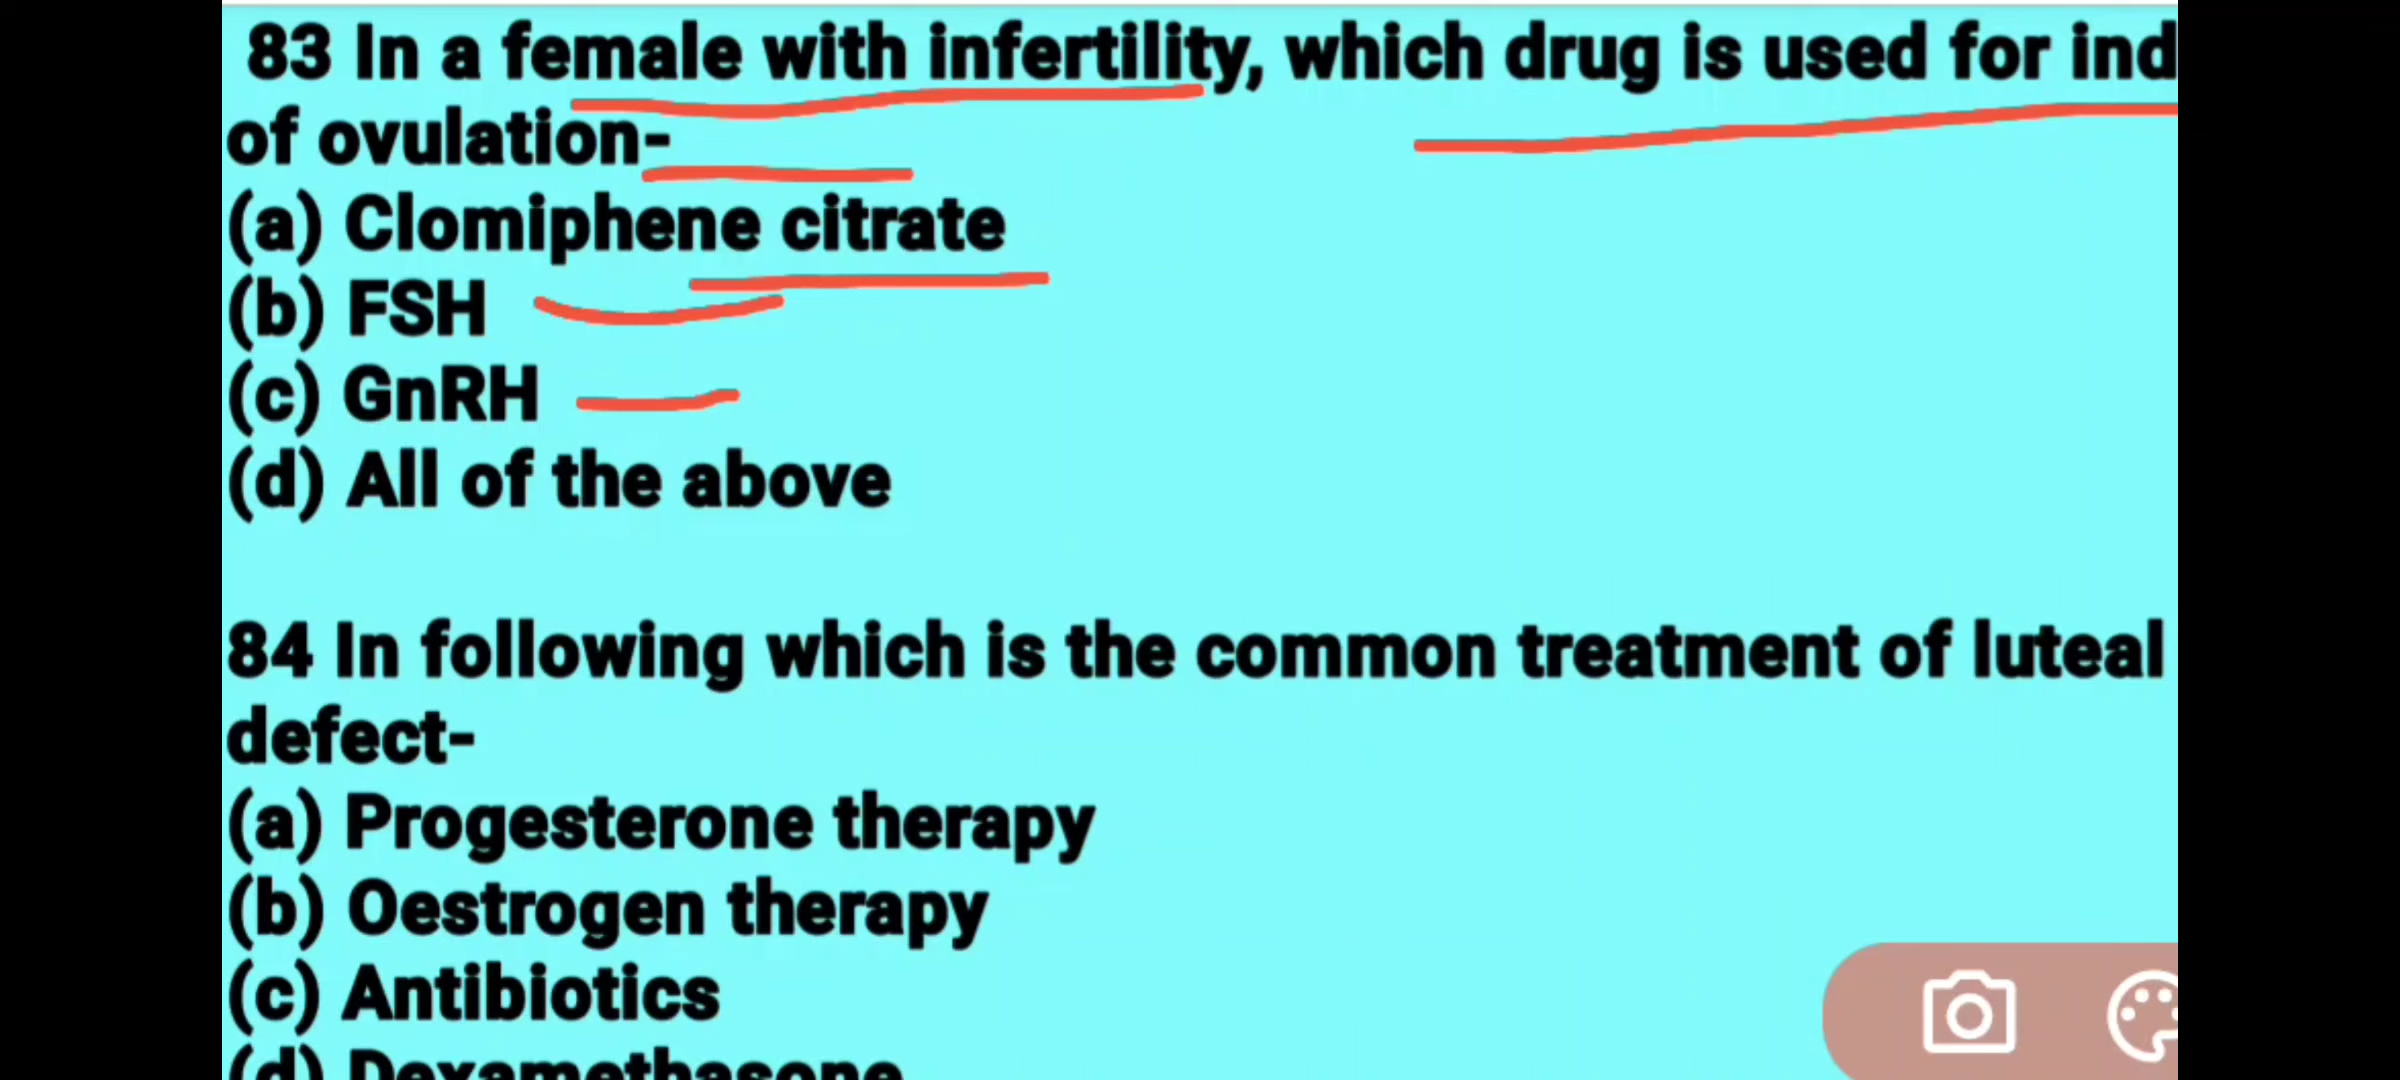 83 In a female with infertility, which drug is used for ind
of ovulation-
(a) Clomiphene citrate
(b) FSH
(c) GnRH
(d) All of the above
84 In following which is the common treatment of luteal
defect-
(a) Progesterone therapy
(b) Oestrogen therapy
(c) Antibiotics
(d) Dexamethasone